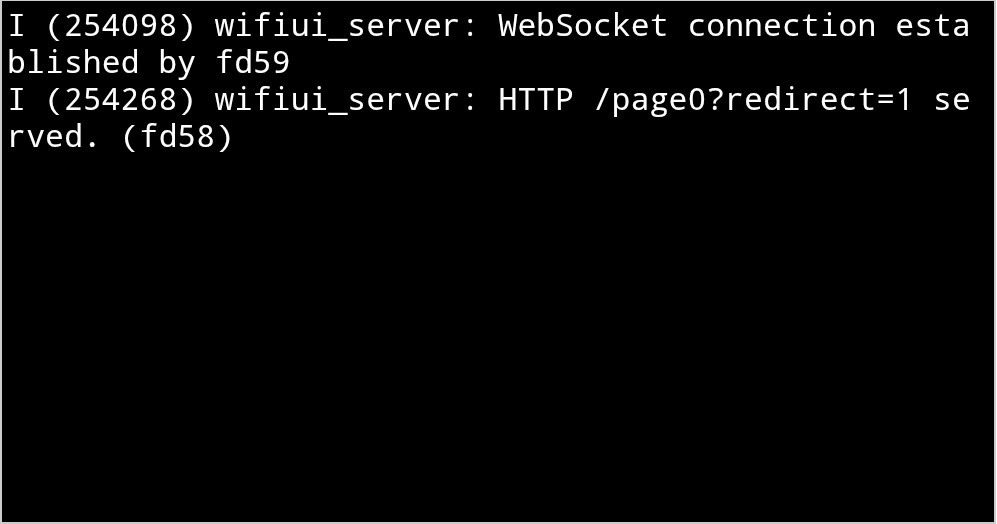 I (254098) wifiui_server: WebSocket connection esta
blished by fd59
I (254268) wifiui_server: HTTP /page0?redirect=1 se
rved. (fd58)